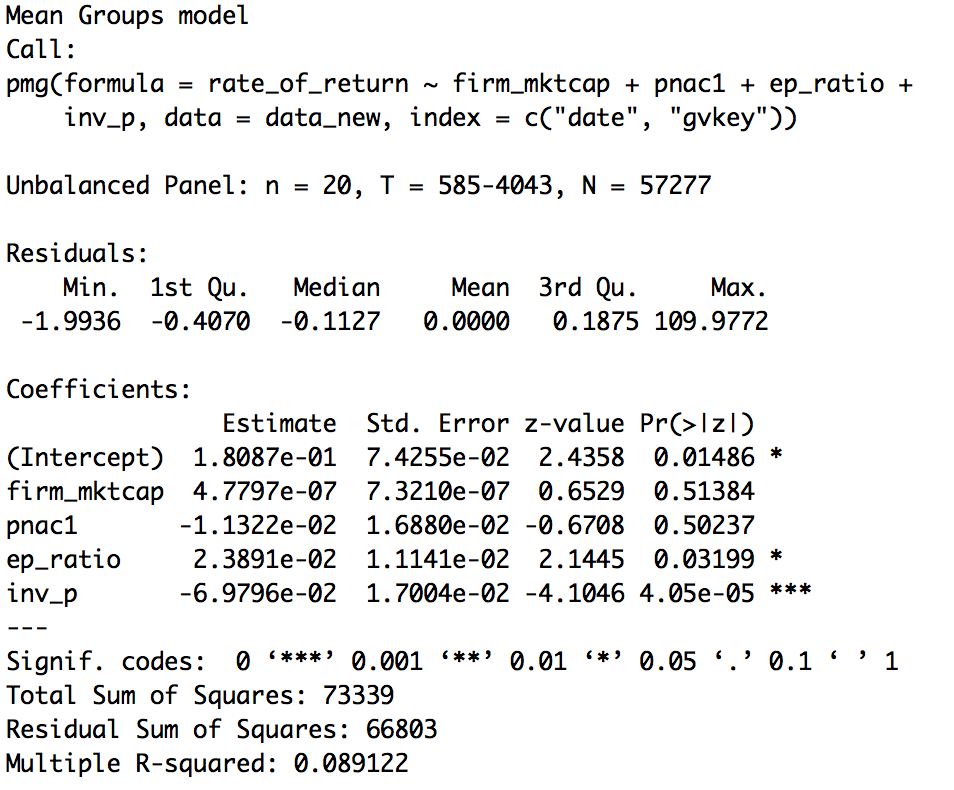 Mean Groups model
Call:
pmg(formula = rate_of_return ~ firm_mktcap + pnac1 + ep_ratio +
    inv_p, data = data_new, index = c("date", "gvkey"))

Unbalanced Panel: n = 20, T = 585-4043, N = 57277

Residuals:
    Min.  1st Qu.   Median     Mean  3rd Qu.     Max.
 -1.9936  -0.4070  -0.1127   0.0000   0.1875 109.9772

Coefficients:
               Estimate  Std. Error z-value Pr(>|z|)
(Intercept)  1.8087e-01  7.4255e-02  2.4358  0.01486 *
firm_mktcap  4.7797e-07  7.3210e-07  0.6529  0.51384
pnac1       -1.1322e-02  1.6880e-02 -0.6708  0.50237
ep_ratio     2.3891e-02  1.1141e-02  2.1445  0.03199 *
inv_p       -6.9796e-02  1.7004e-02 -4.1046 4.05e-05 ***
---
Signif. codes:  0 ‘***’ 0.001 ‘**’ 0.01 ‘*’ 0.05 ‘.’ 0.1 ‘ ’ 1
Total Sum of Squares: 73339
Residual Sum of Squares: 66803
Multiple R-squared: 0.089122